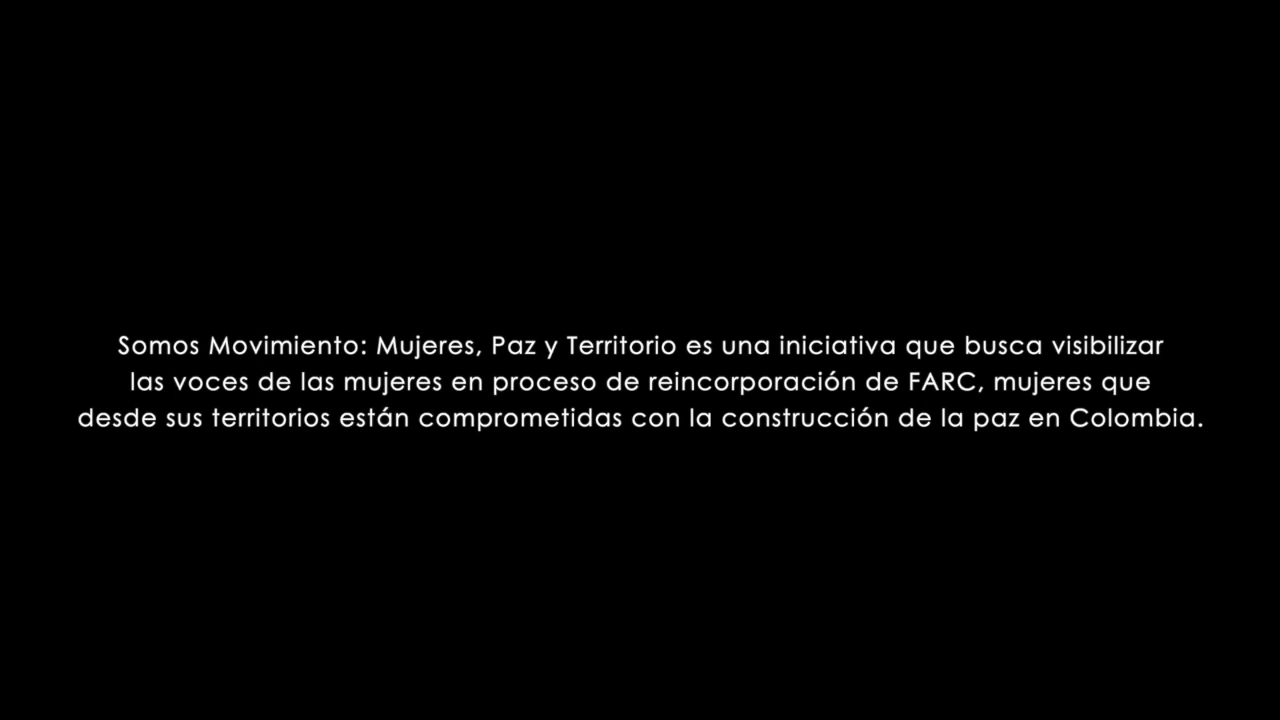 Somos Movimiento: Mujeres, Paz y Territorio es una iniciativa que busca visibilizar
las voces de las mujeres en proceso de reincorporación de FARC, mujeres que
desde sus territorios están comprometidas con la construcción de la paz en Colombia.